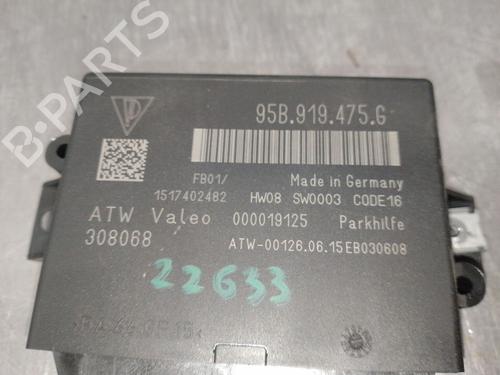 95B.919.475.G
FB01/
Made in Germany
1517402482
HW08 SW0003 CODE16
ATW Valeo 000019125 Parkhilfe
308068
ATW-00126.06.15EB030608
22633
B-PARTS